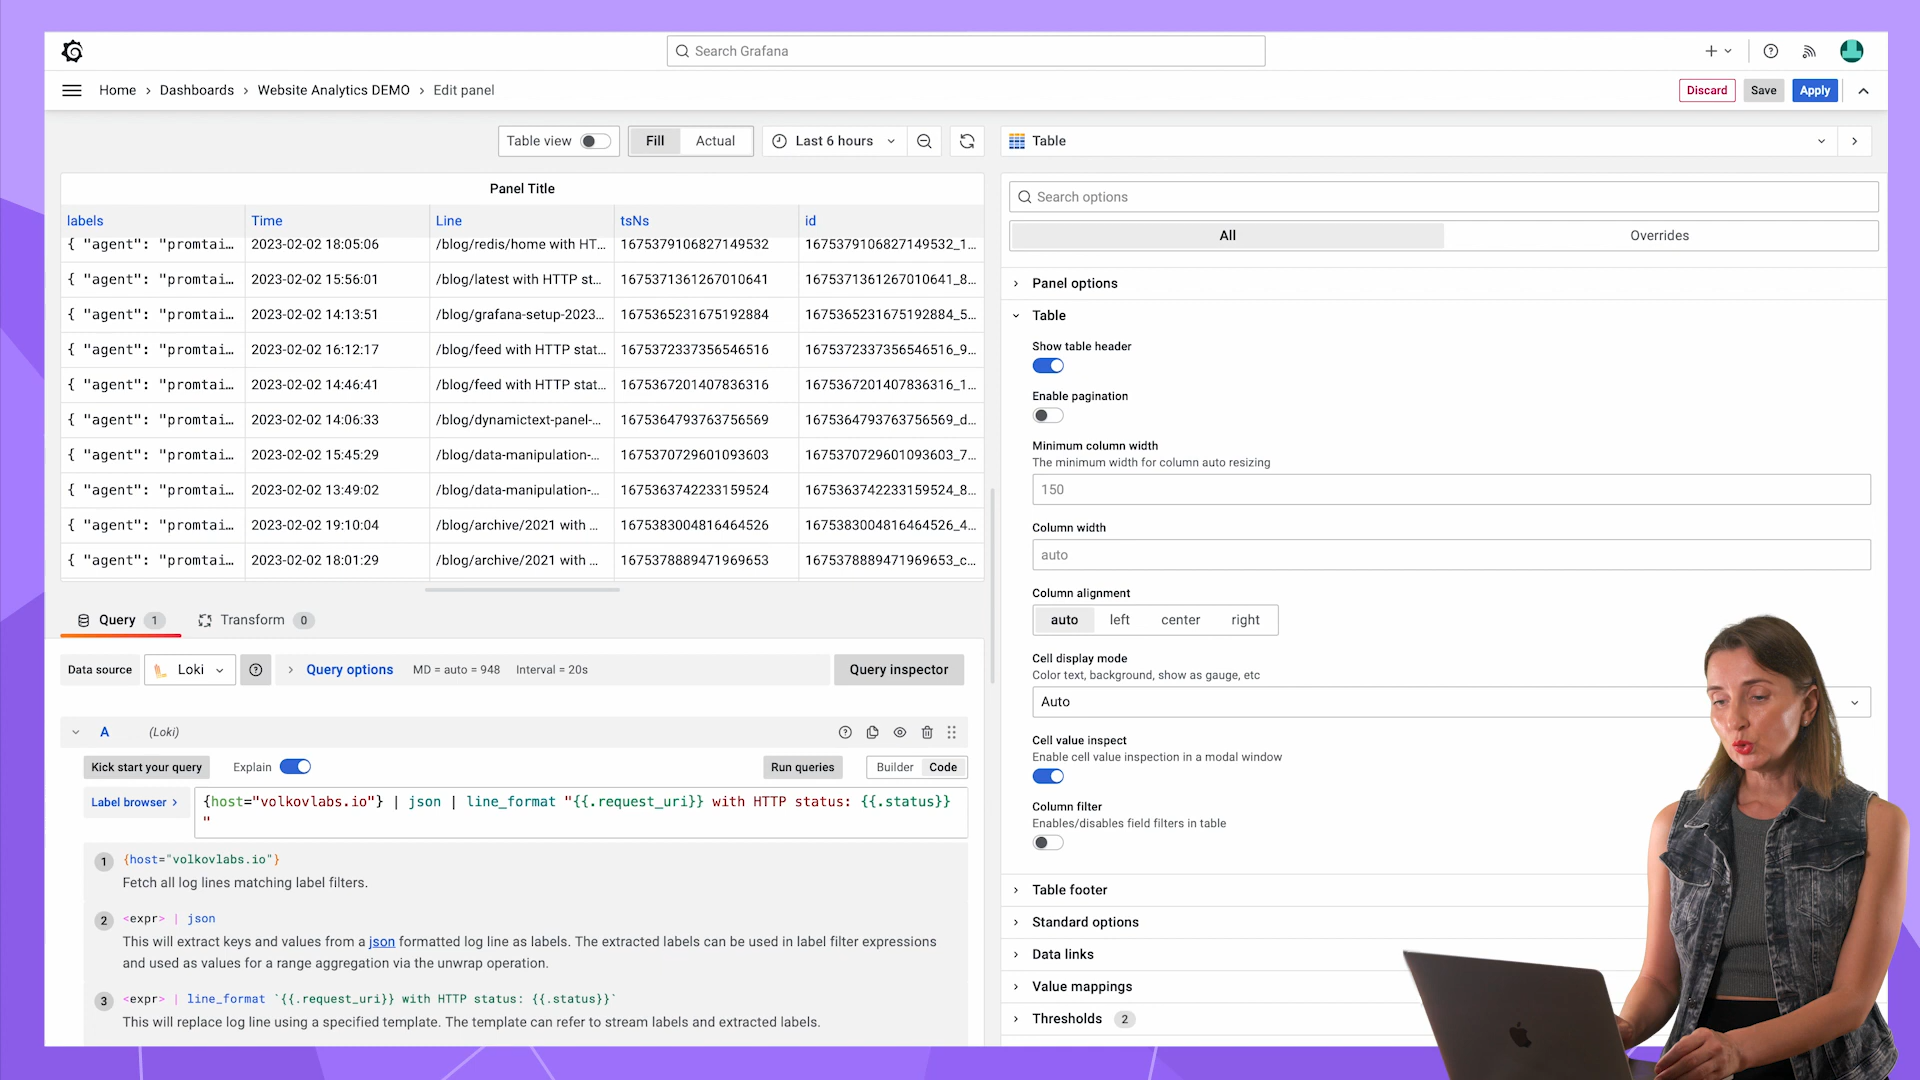 Search Grafana
Home › Dashboards › Website Analytics DEMO › Edit panel
Discard Save Apply
Table view Fill Actual Last 6 hours
Table
Panel Title
labels Time Line tsNs id
{ "agent": "promtai... 2023-02-02 18:05:06 /blog/redis/home with HT... 1675379106827149532 1675379106827149532_1...
{ "agent": "promtai... 2023-02-02 15:56:01 /blog/latest with HTTP st... 1675371361267010641 1675371361267010641_8...
{ "agent": "promtai... 2023-02-02 14:13:51 /blog/grafana-setup-2023... 1675365231675192884 1675365231675192884_5...
{ "agent": "promtai... 2023-02-02 16:12:17 /blog/feed with HTTP stat... 1675372337356546516 1675372337356546516_9...
{ "agent": "promtai... 2023-02-02 14:46:41 /blog/feed with HTTP stat... 1675367201407836316 1675367201407836316_1...
{ "agent": "promtai... 2023-02-02 14:06:33 /blog/dynamictext-panel-... 1675364793763756569 1675364793763756569_d...
{ "agent": "promtai... 2023-02-02 15:45:29 /blog/data-manipulation-... 1675370729601093603 1675370729601093603_7...
{ "agent": "promtai... 2023-02-02 13:49:02 /blog/data-manipulation-... 1675363742233159524 1675363742233159524_8...
{ "agent": "promtai... 2023-02-02 19:10:04 /blog/archive/2021 with ... 1675383004816464526 1675383004816464526_4...
{ "agent": "promtai... 2023-02-02 18:01:29 /blog/archive/2021 with ... 1675378889471969653 1675378889471969653_c...
Query 1 Transform 0
Data source Loki Query options MD = auto = 948 Interval = 20s Query inspector
A (Loki)
Kick start your query Explain Run queries Builder Code
Label browser {host="volkovlabs.io"} | json | line_format "{{.request_uri}} with HTTP status: {{.status}}
"
1 {host="volkovlabs.io"}
Fetch all log lines matching label filters.
2 <expr> | json
This will extract keys and values from a json formatted log line as labels. The extracted labels can be used in label filter expressions
and used as values for a range aggregation via the unwrap operation.
3 <expr> | line_format `{{.request_uri}} with HTTP status: {{.status}}`
This will replace log line using a specified template. The template can refer to stream labels and extracted labels.
Search options
All Overrides
Panel options
Table
Show table header
Enable pagination
Minimum column width
The minimum width for column auto resizing
150
Column width
auto
Column alignment
auto left center right
Cell display mode
Color text, background, show as gauge, etc
Auto
Cell value inspect
Enable cell value inspection in a modal window
Column filter
Enables/disables field filters in table
Table footer
Standard options
Data links
Value mappings
Thresholds 2